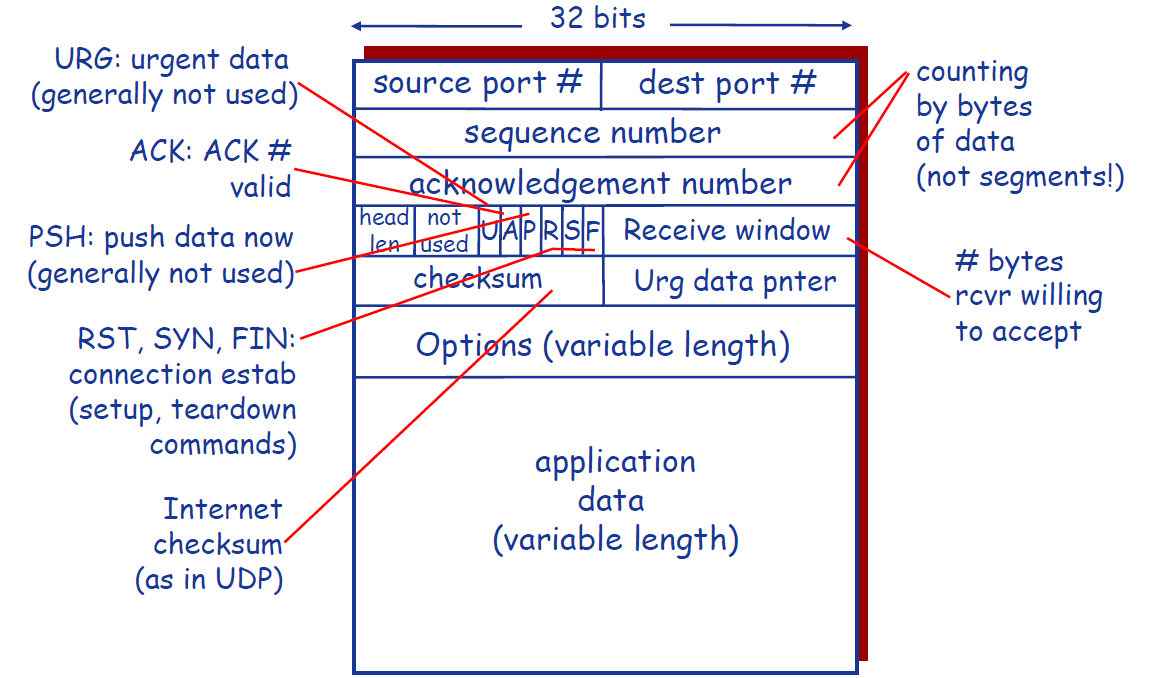 32 bits
URG: urgent data
(generally not used)
ACK: ACK #
valid
PSH: push data now
(generally not used)
RST, SYN, FIN:
connection estab
(setup, teardown
commands)
Internet
checksum
(as in UDP)
source port #
dest port #
sequence number
acknowledgement number
head
len
not
used
U
A
P
R
S
F
Receive window
checksum
Urg data pnter
Options (variable length)
application
data
(variable length)
counting
by bytes
of data
(not segments!)
# bytes
rcvr willing
to accept